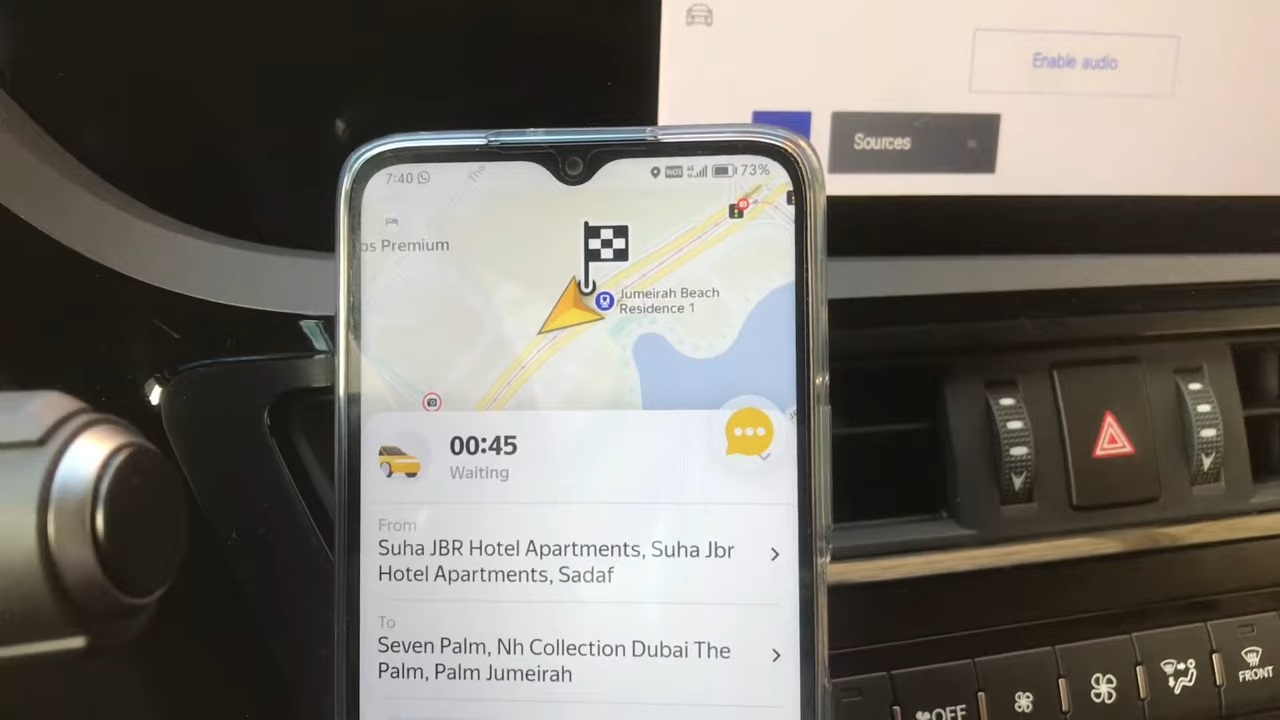 Enable audio
Sources
7:40
73%
os Premium
Jumeirah Beach
Residence 1
00:45
Waiting
From
Suha JBR Hotel Apartments, Suha Jbr
Hotel Apartments, Sadaf
To
Seven Palm, Nh Collection Dubai The
Palm, Palm Jumeirah
OFF
FRONT